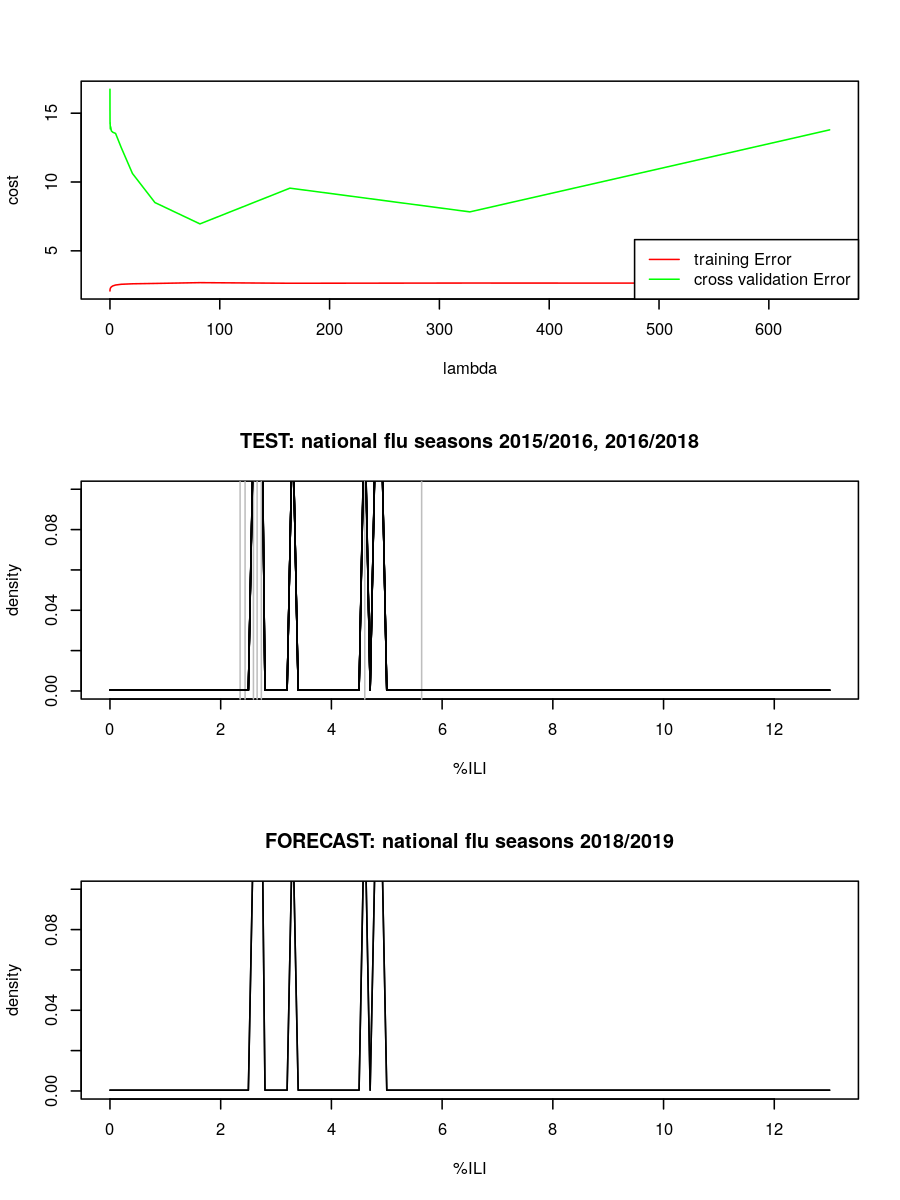 cost
15
10
5
training Error
cross validation Error
0 100 200 300 400 500 600
lambda
TEST: national flu seasons 2015/2016, 2016/2018
density
0.08
0.04
0.00
0 2 4 6 8 10 12
%ILI
FORECAST: national flu seasons 2018/2019
density
0.08
0.04
0.00
0 2 4 6 8 10 12
%ILI